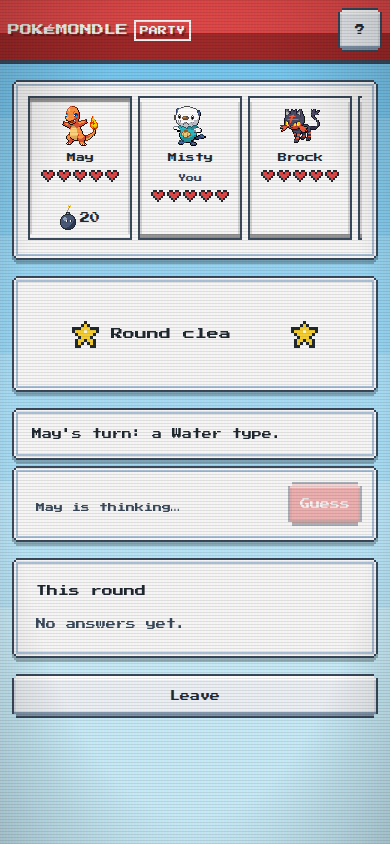 POKéMONDLE PARTY ?
May Misty Brock
You
20
Round clea
May's turn: a Water type.
May is thinking…
Guess
This round
No answers yet.
Leave